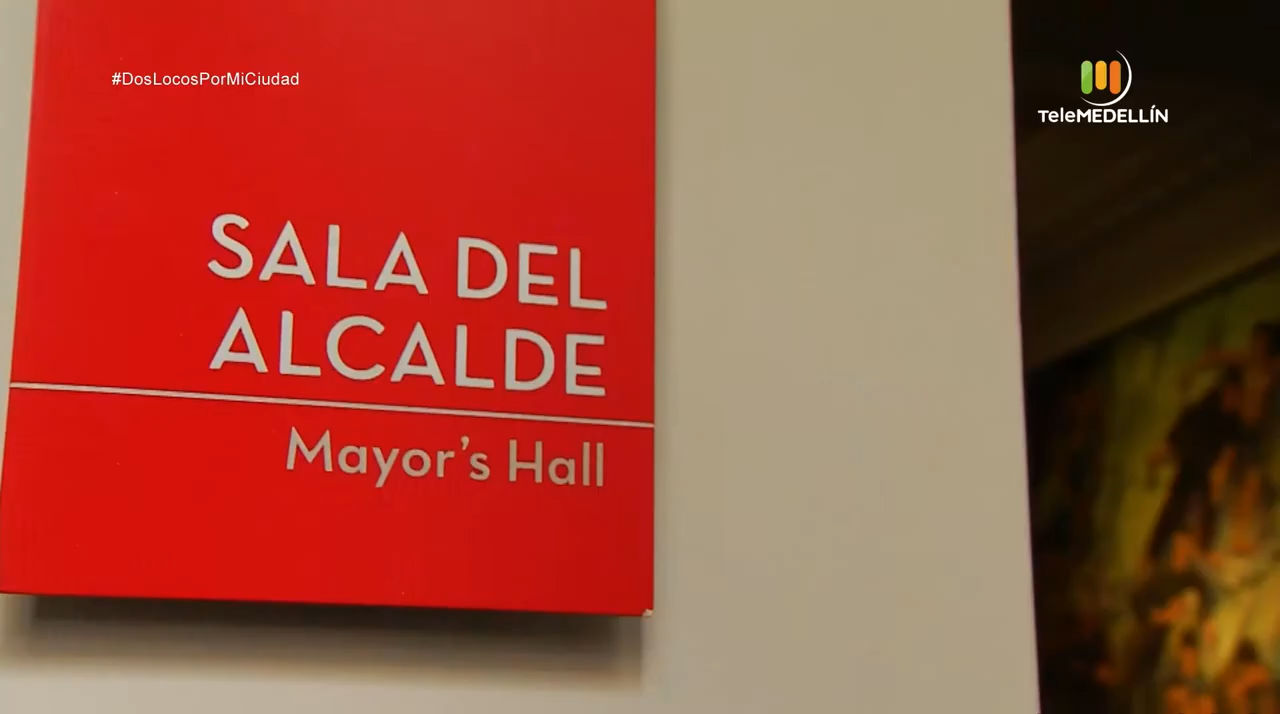 #DosLocosPorMiCiudad
TeleMEDELLÍN
SALA DEL
ALCALDE
Mayor's Hall